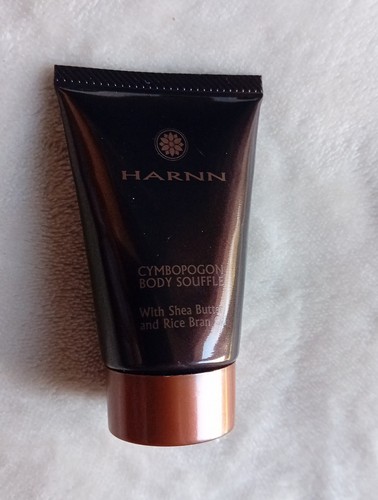 HARNN
CYMBOPOGON
BODY SOUFFLE
With Shea
and Rice Bran